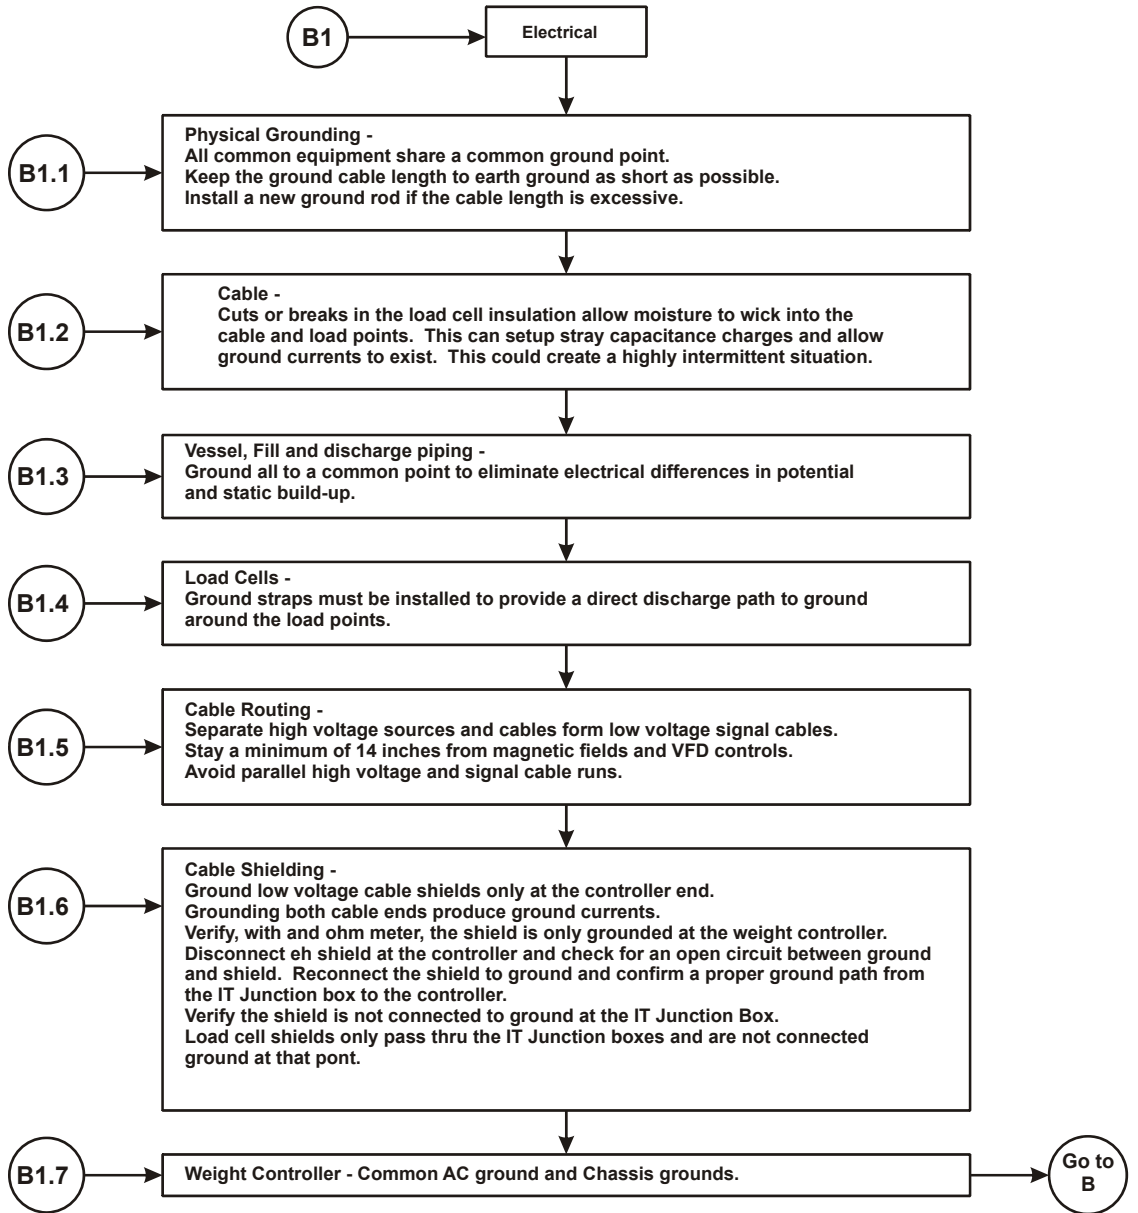 B1
Electrical
B1.1
Physical Grounding -
All common equipment share a common ground point.
Keep the ground cable length to earth ground as short as possible.
Install a new ground rod if the cable length is excessive.
B1.2
Cable -
Cuts or breaks in the load cell insulation allow moisture to wick into the
cable and load points.  This can setup stray capacitance charges and allow
ground currents to exist.  This could create a highly intermittent situation.
B1.3
Vessel, Fill and discharge piping -
Ground all to a common point to eliminate electrical differences in potential
and static build-up.
B1.4
Load Cells -
Ground straps must be installed to provide a direct discharge path to ground
around the load points.
B1.5
Cable Routing -
Separate high voltage sources and cables form low voltage signal cables.
Stay a minimum of 14 inches from magnetic fields and VFD controls.
Avoid parallel high voltage and signal cable runs.
B1.6
Cable Shielding -
Ground low voltage cable shields only at the controller end.
Grounding both cable ends produce ground currents.
Verify, with and ohm meter, the shield is only grounded at the weight controller.
Disconnect eh shield at the controller and check for an open circuit between ground
and shield.  Reconnect the shield to ground and confirm a proper ground path from
the IT Junction box to the controller.
Verify the shield is not connected to ground at the IT Junction Box.
Load cell shields only pass thru the IT Junction boxes and are not connected
ground at that pont.
B1.7
Weight Controller - Common AC ground and Chassis grounds.
Go to
B